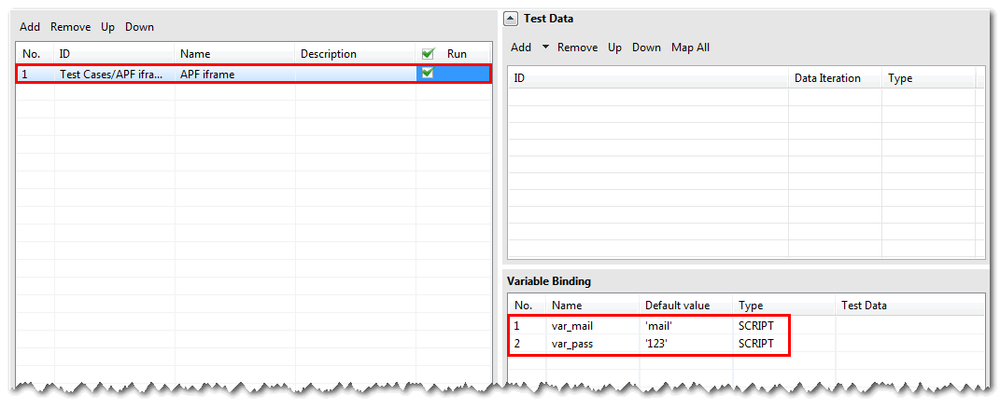 Add Remove Up Down
No. ID Name Description Run
1 Test Cases/APF ifra... APF iframe
Test Data
Add Remove Up Down Map All
ID Data Iteration Type
Variable Binding
No. Name Default value Type Test Data
1 var_mail 'mail' SCRIPT
2 var_pass '123' SCRIPT